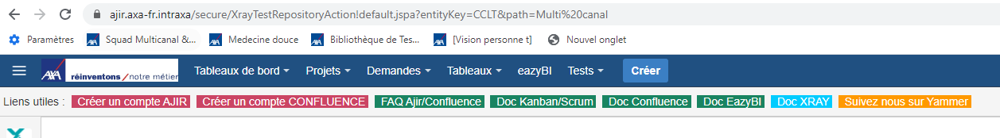 ajir.axa-fr.intraxa/secure/XrayTestRepositoryAction!default.jspa?entityKey=CCLT&path=Multi%20canal
Paramètres Squad Multicanal &... Medecine douce Bibliothèque de Tes... [Vision personne t] Nouvel onglet
AXA réinventons / notre métier Tableaux de bord Projets Demandes Tableaux eazyBI Tests Créer
Liens utiles : Créer un compte AJIR Créer un compte CONFLUENCE FAQ Ajir/Confluence Doc Kanban/Scrum Doc Confluence Doc EazyBI Doc XRAY Suivez nous sur Yammer